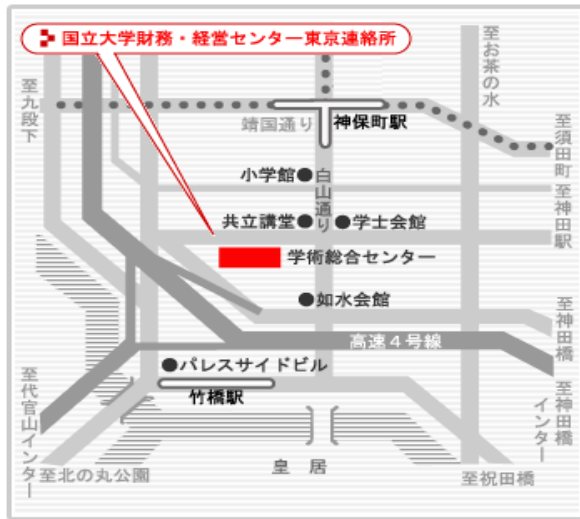 国立大学財務・経営センター東京連絡所
至お茶の水
至九段下
靖国通り
神保町駅
至須田町
小学館
白山通り
至神田駅
共立講堂
学士会館
学術総合センター
如水会館
至神田橋
高速4号線
パレスサイドビル
竹橋駅
至代官山インター
至神田橋インター
皇居
至北の丸公園
至祝田橋